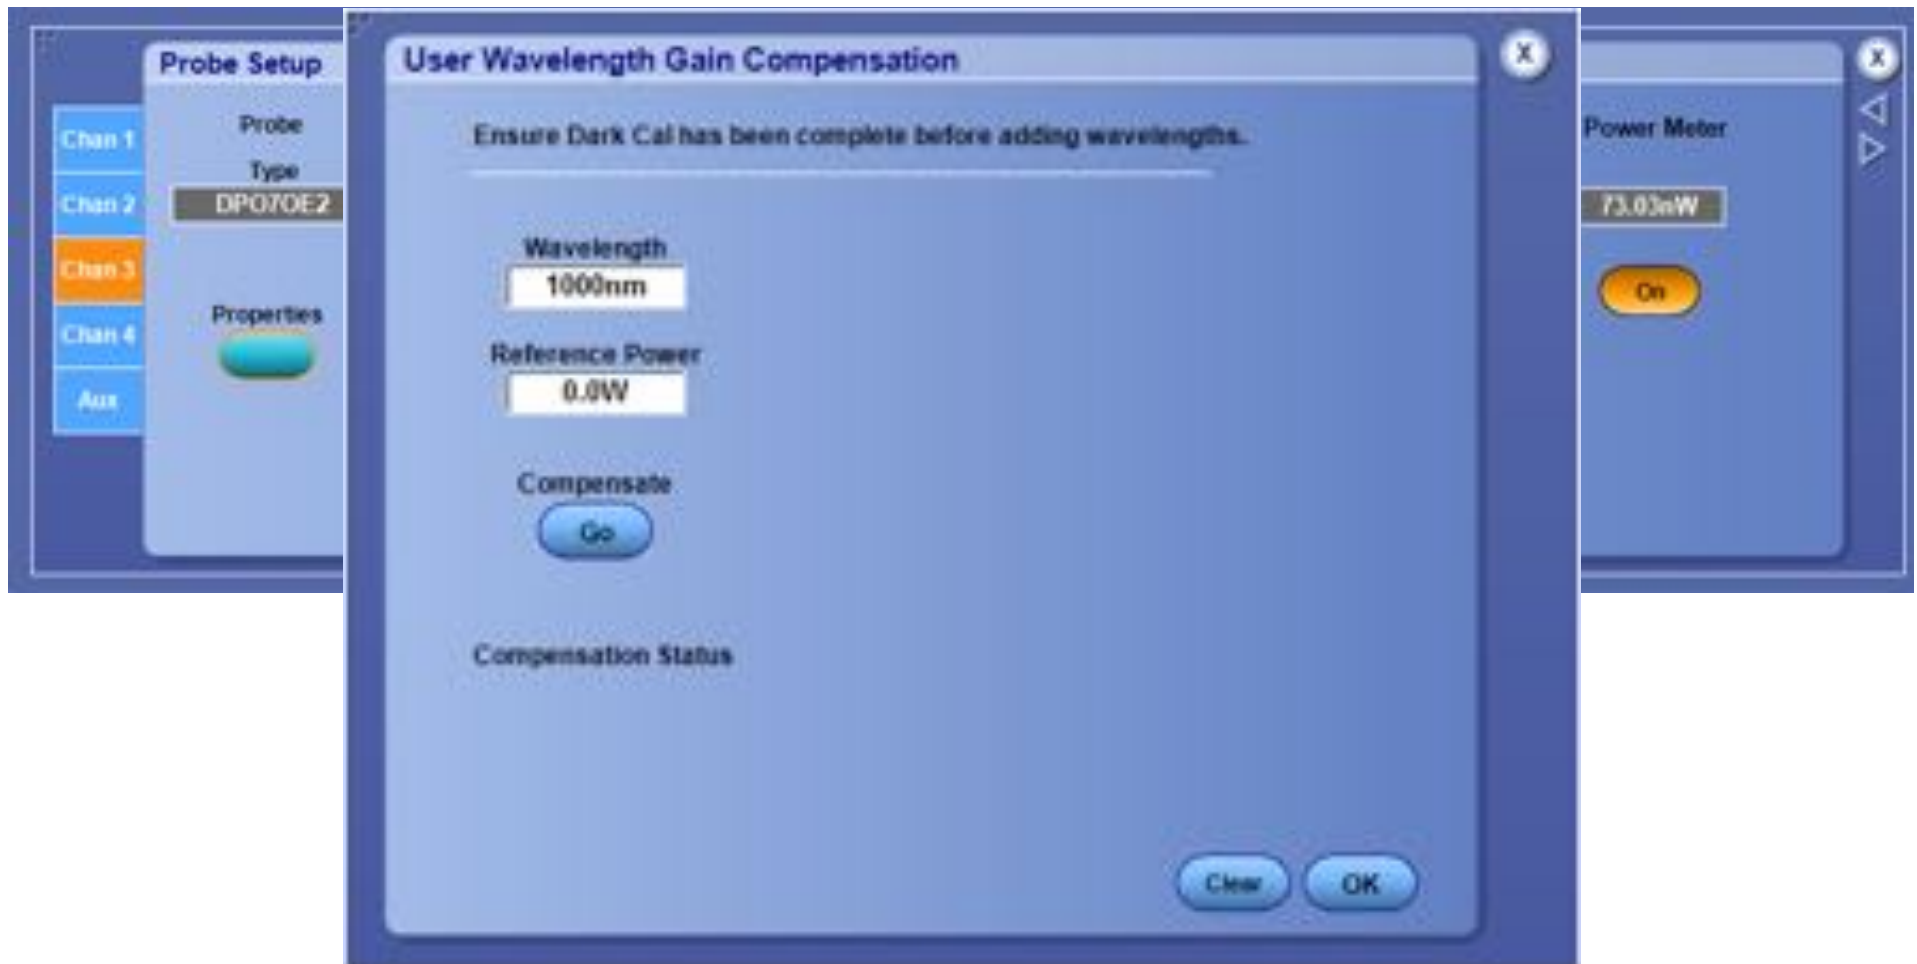 Probe Setup
Chan 1
Chan 2
Chan 3
Chan 4
Aux
Probe
Type
DPO7OE2
Properties
User Wavelength Gain Compensation
X
Ensure Dark Cal has been complete before adding wavelengths.
Wavelength
1000nm
Reference Power
0.0W
Compensate
Go
Compensation Status
Clear
OK
X
Power Meter
73.03nW
On